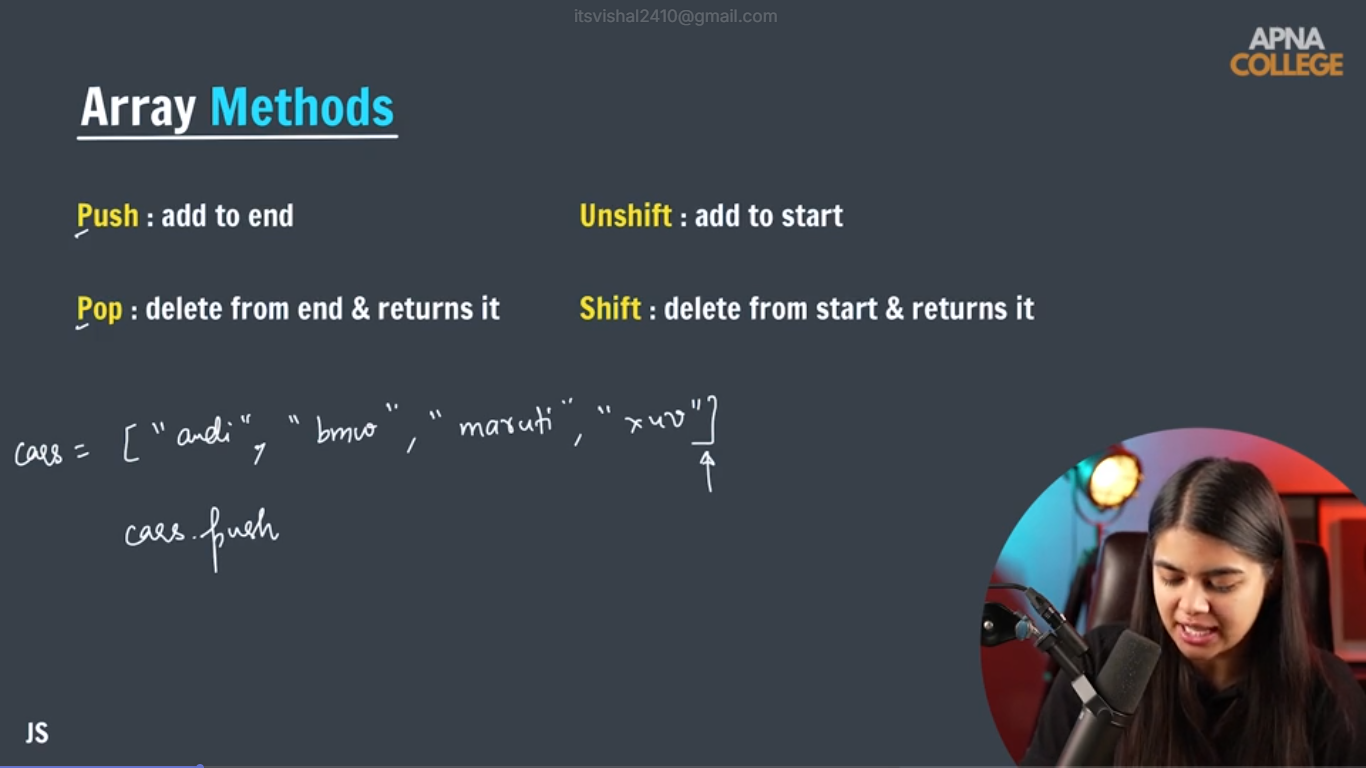 itsvishal2410@gmail.com
APNA
COLLEGE
Array Methods
Push : add to end
Unshift : add to start
Pop : delete from end & returns it
Shift : delete from start & returns it
cars = ["audi", "bmw", "maruti", "xuv"]
cars.push
JS